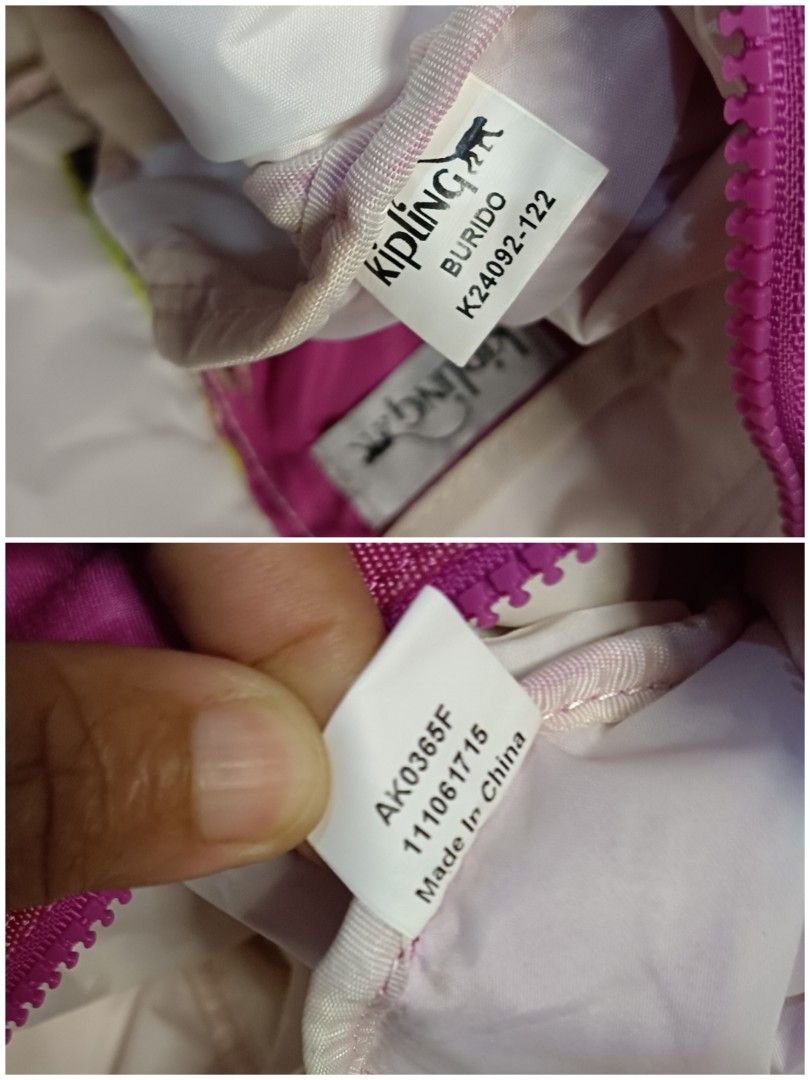 kipling
BURIDO
K24092-122
kipling
AK0365F
111061715
Made In China